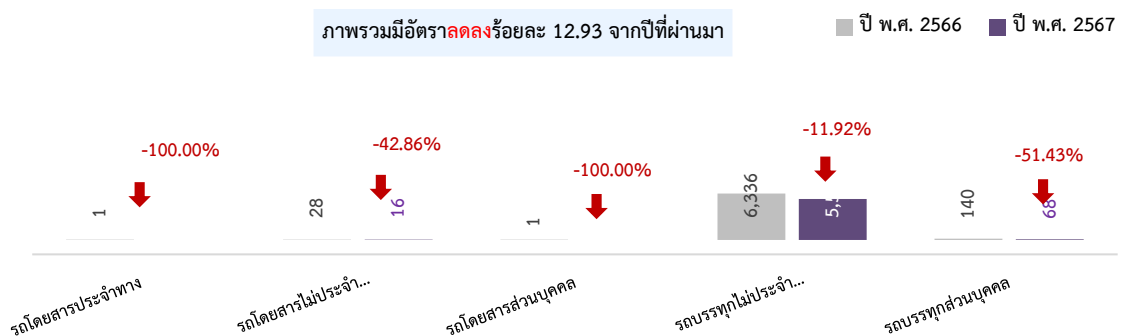 ภาพรวมมีอัตราลดลงร้อยละ 12.93 จากปีที่ผ่านมา
ปี พ.ศ. 2566
ปี พ.ศ. 2567
-100.00%
-42.86%
-100.00%
-11.92%
-51.43%
1
28
16
1
6,336
140
68
รถโดยสารประจำทาง
รถโดยสารไม่ประจำ...
รถโดยสารส่วนบุคคล
รถบรรทุกไม่ประจำ...
รถบรรทุกส่วนบุคคล